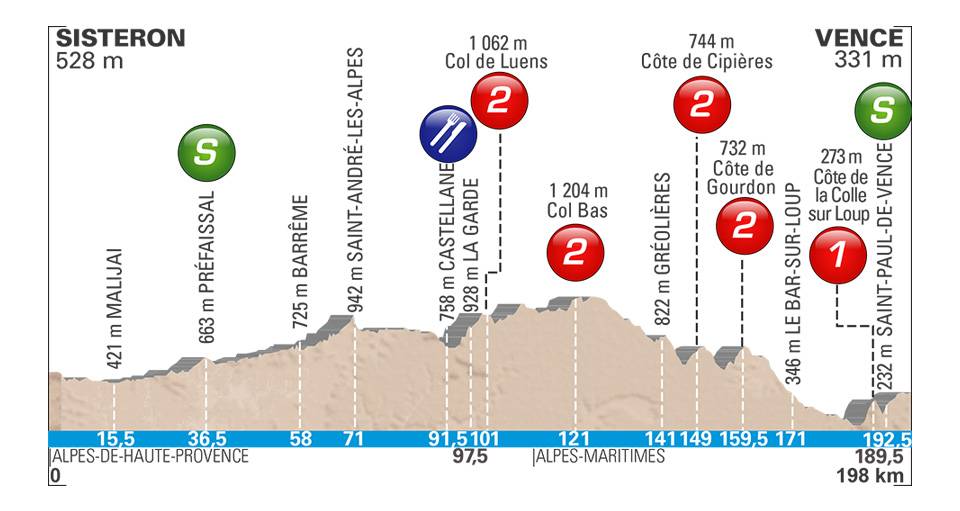 SISTERON
528 m
VENCE
331 m
S
421 m MALIJAI
663 m PRÉFAISSAL
725 m BARRÊME
942 m SAINT-ANDRÉ-LES-ALPES
758 m CASTELLANE
928 m LA GARDE
1 062 m
Col de Luens
2
1 204 m
Col Bas
2
822 m GRÉOLIÈRES
744 m
Côte de Cipières
2
732 m
Côte de
Gourdon
2
346 m LE BAR-SUR-LOUP
273 m
Côte de
la Colle
sur Loup
1
232 m SAINT-PAUL-DE-VENCE
S
15,5 36,5 58 71 91,5 101 121 141 149 159,5 171 192,5
ALPES-DE-HAUTE-PROVENCE 97,5 ALPES-MARITIMES 189,5
0 198 km